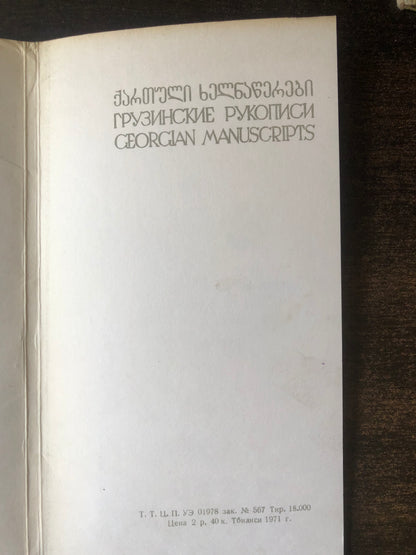 ქართული ხელნაწერები
ГРУЗИНСКИЕ РУКОПИСИ
GEORGIAN MANUSCRIPTS
Т. Т. Ц. П. УЭ 01978 зак. № 567 Тир. 18.000
Цена 2 р, 40 к. Тбилиси 1971 г.